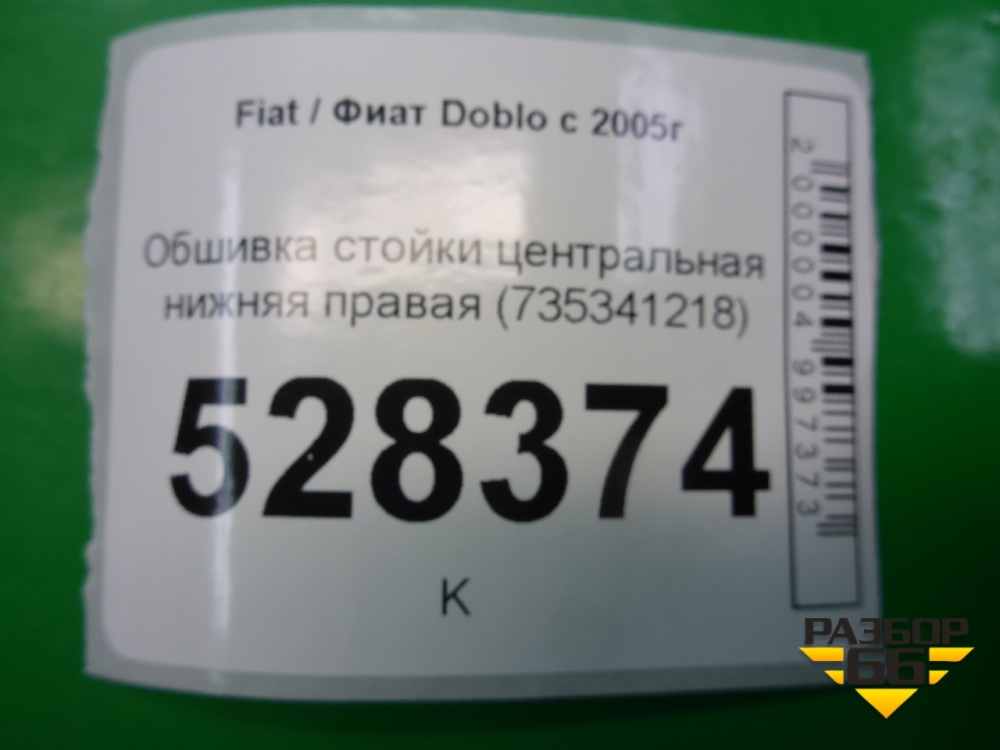 Fiat / Фиат Doblo с 2005г
Обшивка стойки центральная
нижняя правая (735341218)
528374
К
2000004997373
РАЗБОР
66